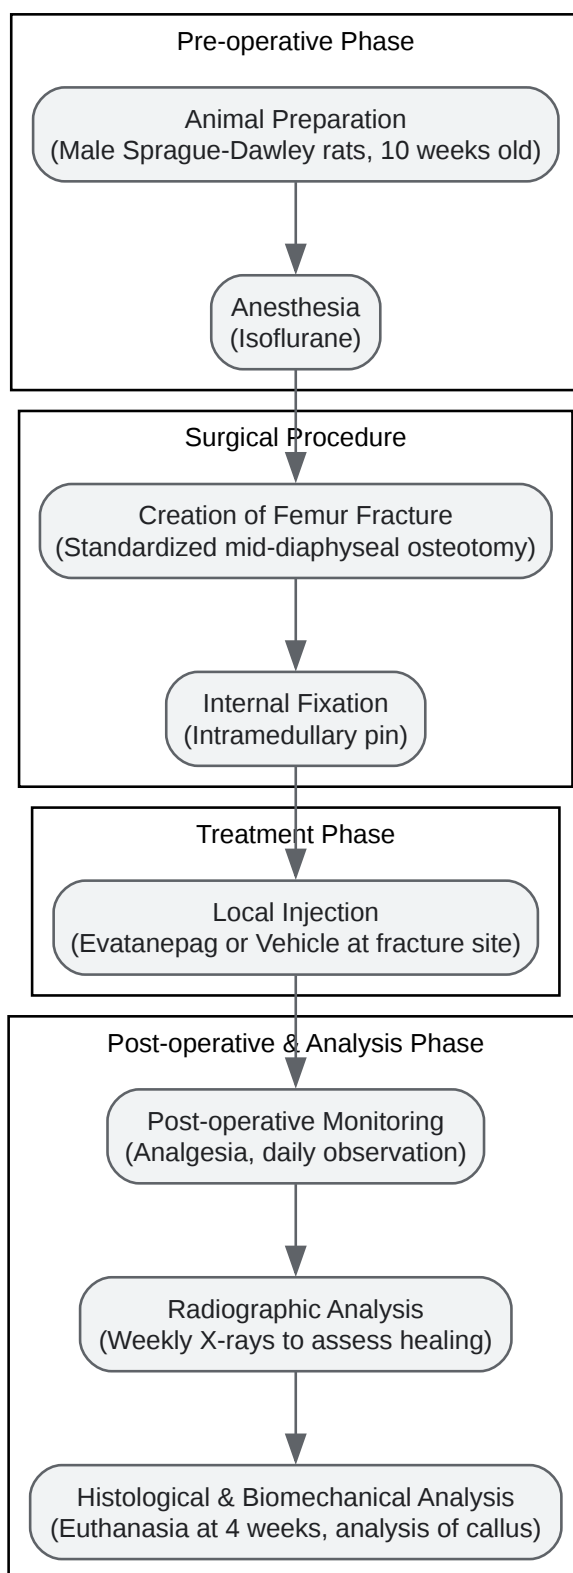 Pre-operative Phase
Animal Preparation
(Male Sprague-Dawley rats, 10 weeks old)
Anesthesia
(Isoflurane)
Surgical Procedure
Creation of Femur Fracture
(Standardized mid-diaphyseal osteotomy)
Internal Fixation
(Intramedullary pin)
Treatment Phase
Local Injection
(Evatanepag or Vehicle at fracture site)
Post-operative & Analysis Phase
Post-operative Monitoring
(Analgesia, daily observation)
Radiographic Analysis
(Weekly X-rays to assess healing)
Histological & Biomechanical Analysis
(Euthanasia at 4 weeks, analysis of callus)